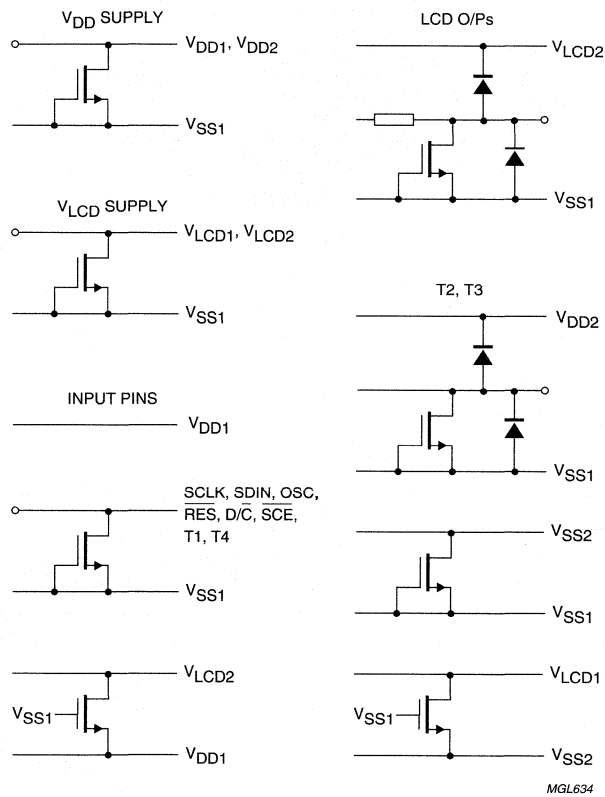 VDD SUPPLY
VDD1, VDD2
VSS1
VLCD SUPPLY
VLCD1, VLCD2
VSS1
INPUT PINS
VDD1
SCLK, SDIN, OSC,
RES, D/C, SCE,
T1, T4
VSS1
VLCD2
VSS1
VDD1
LCD O/Ps
VLCD2
VSS1
T2, T3
VDD2
VSS1
VSS2
VSS1
VLCD1
VSS1
VSS2
MGL634